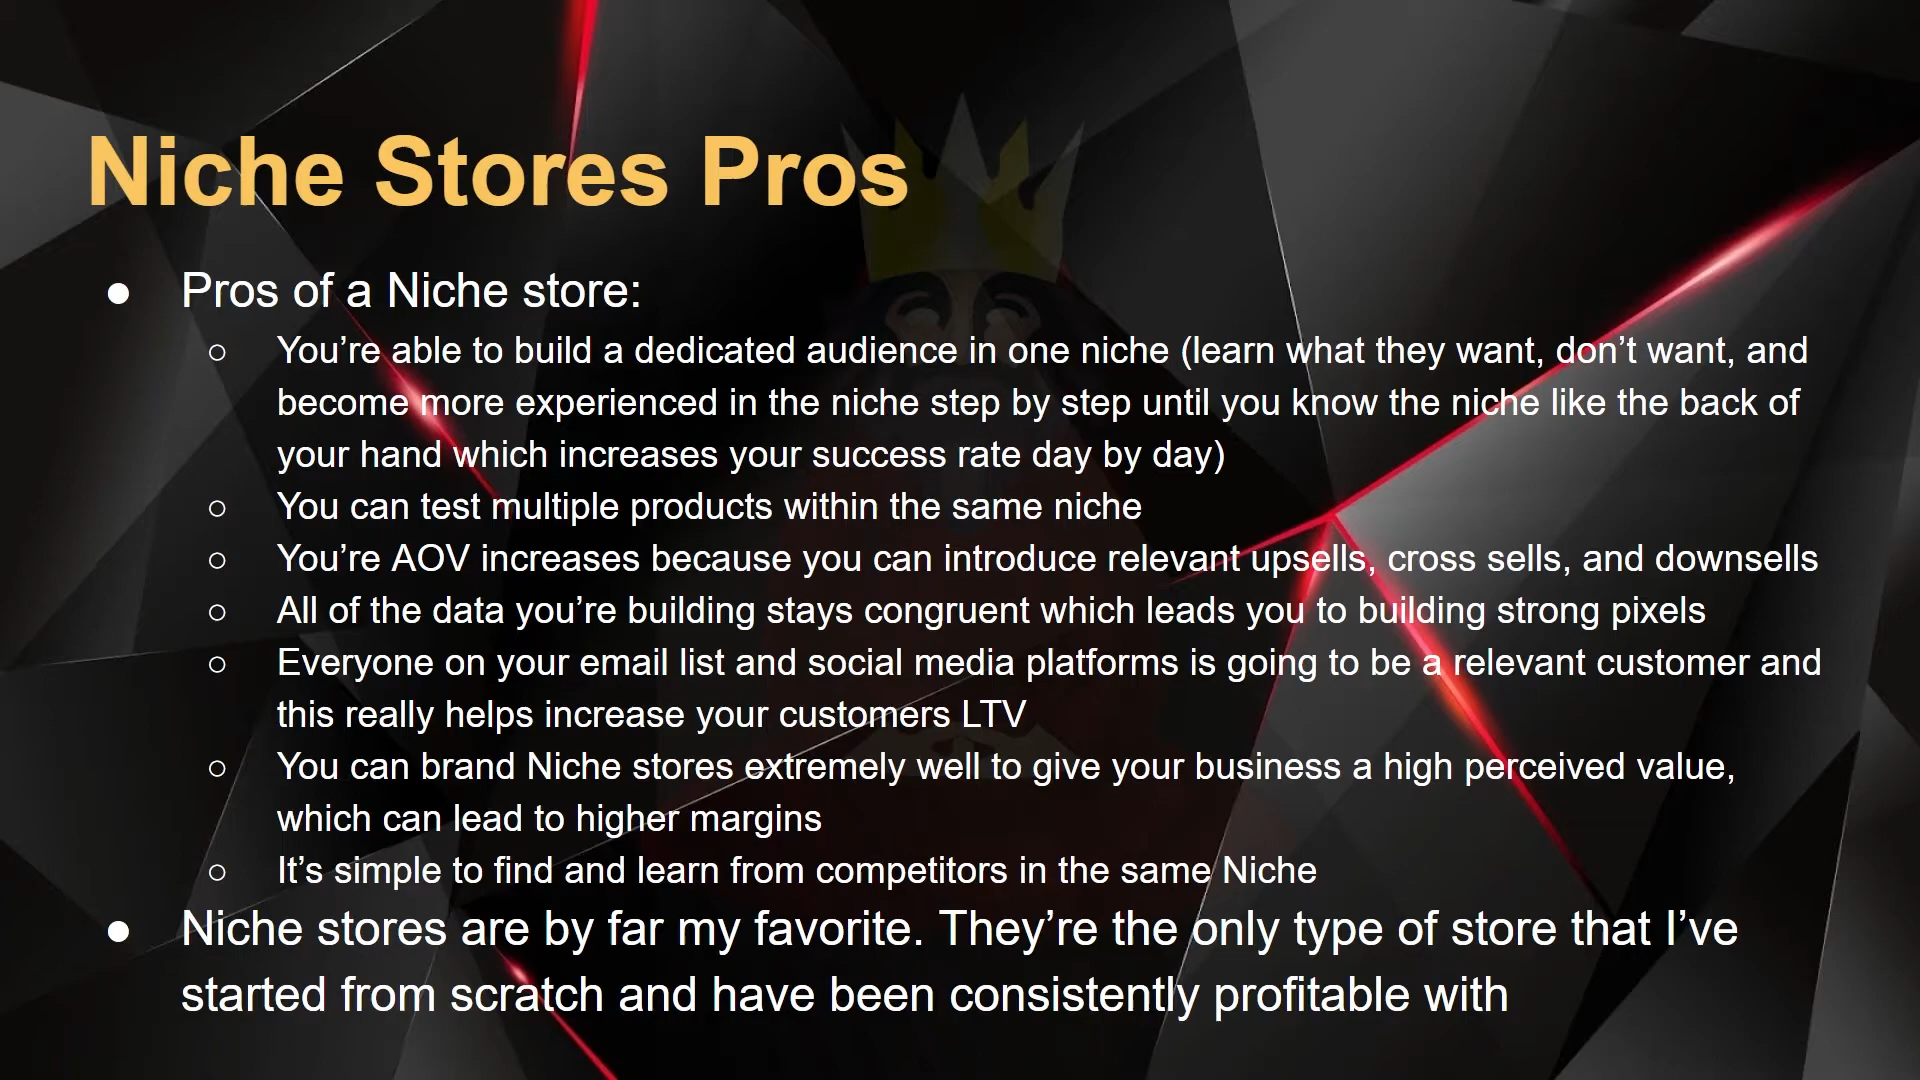 Niche Stores Pros
● Pros of a Niche store:
○ You’re able to build a dedicated audience in one niche (learn what they want, don’t want, and
become more experienced in the niche step by step until you know the niche like the back of
your hand which increases your success rate day by day)
○ You can test multiple products within the same niche
○ You’re AOV increases because you can introduce relevant upsells, cross sells, and downsells
○ All of the data you’re building stays congruent which leads you to building strong pixels
○ Everyone on your email list and social media platforms is going to be a relevant customer and
this really helps increase your customers LTV
○ You can brand Niche stores extremely well to give your business a high perceived value,
which can lead to higher margins
○ It’s simple to find and learn from competitors in the same Niche
● Niche stores are by far my favorite. They’re the only type of store that I’ve
started from scratch and have been consistently profitable with